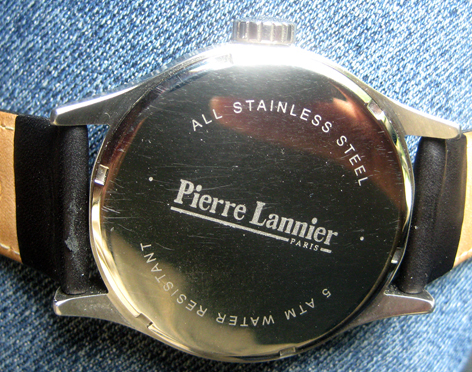 ALL STAINLESS STEEL
Pierre Lannier
PARIS
5 ATM WATER RESISTANT